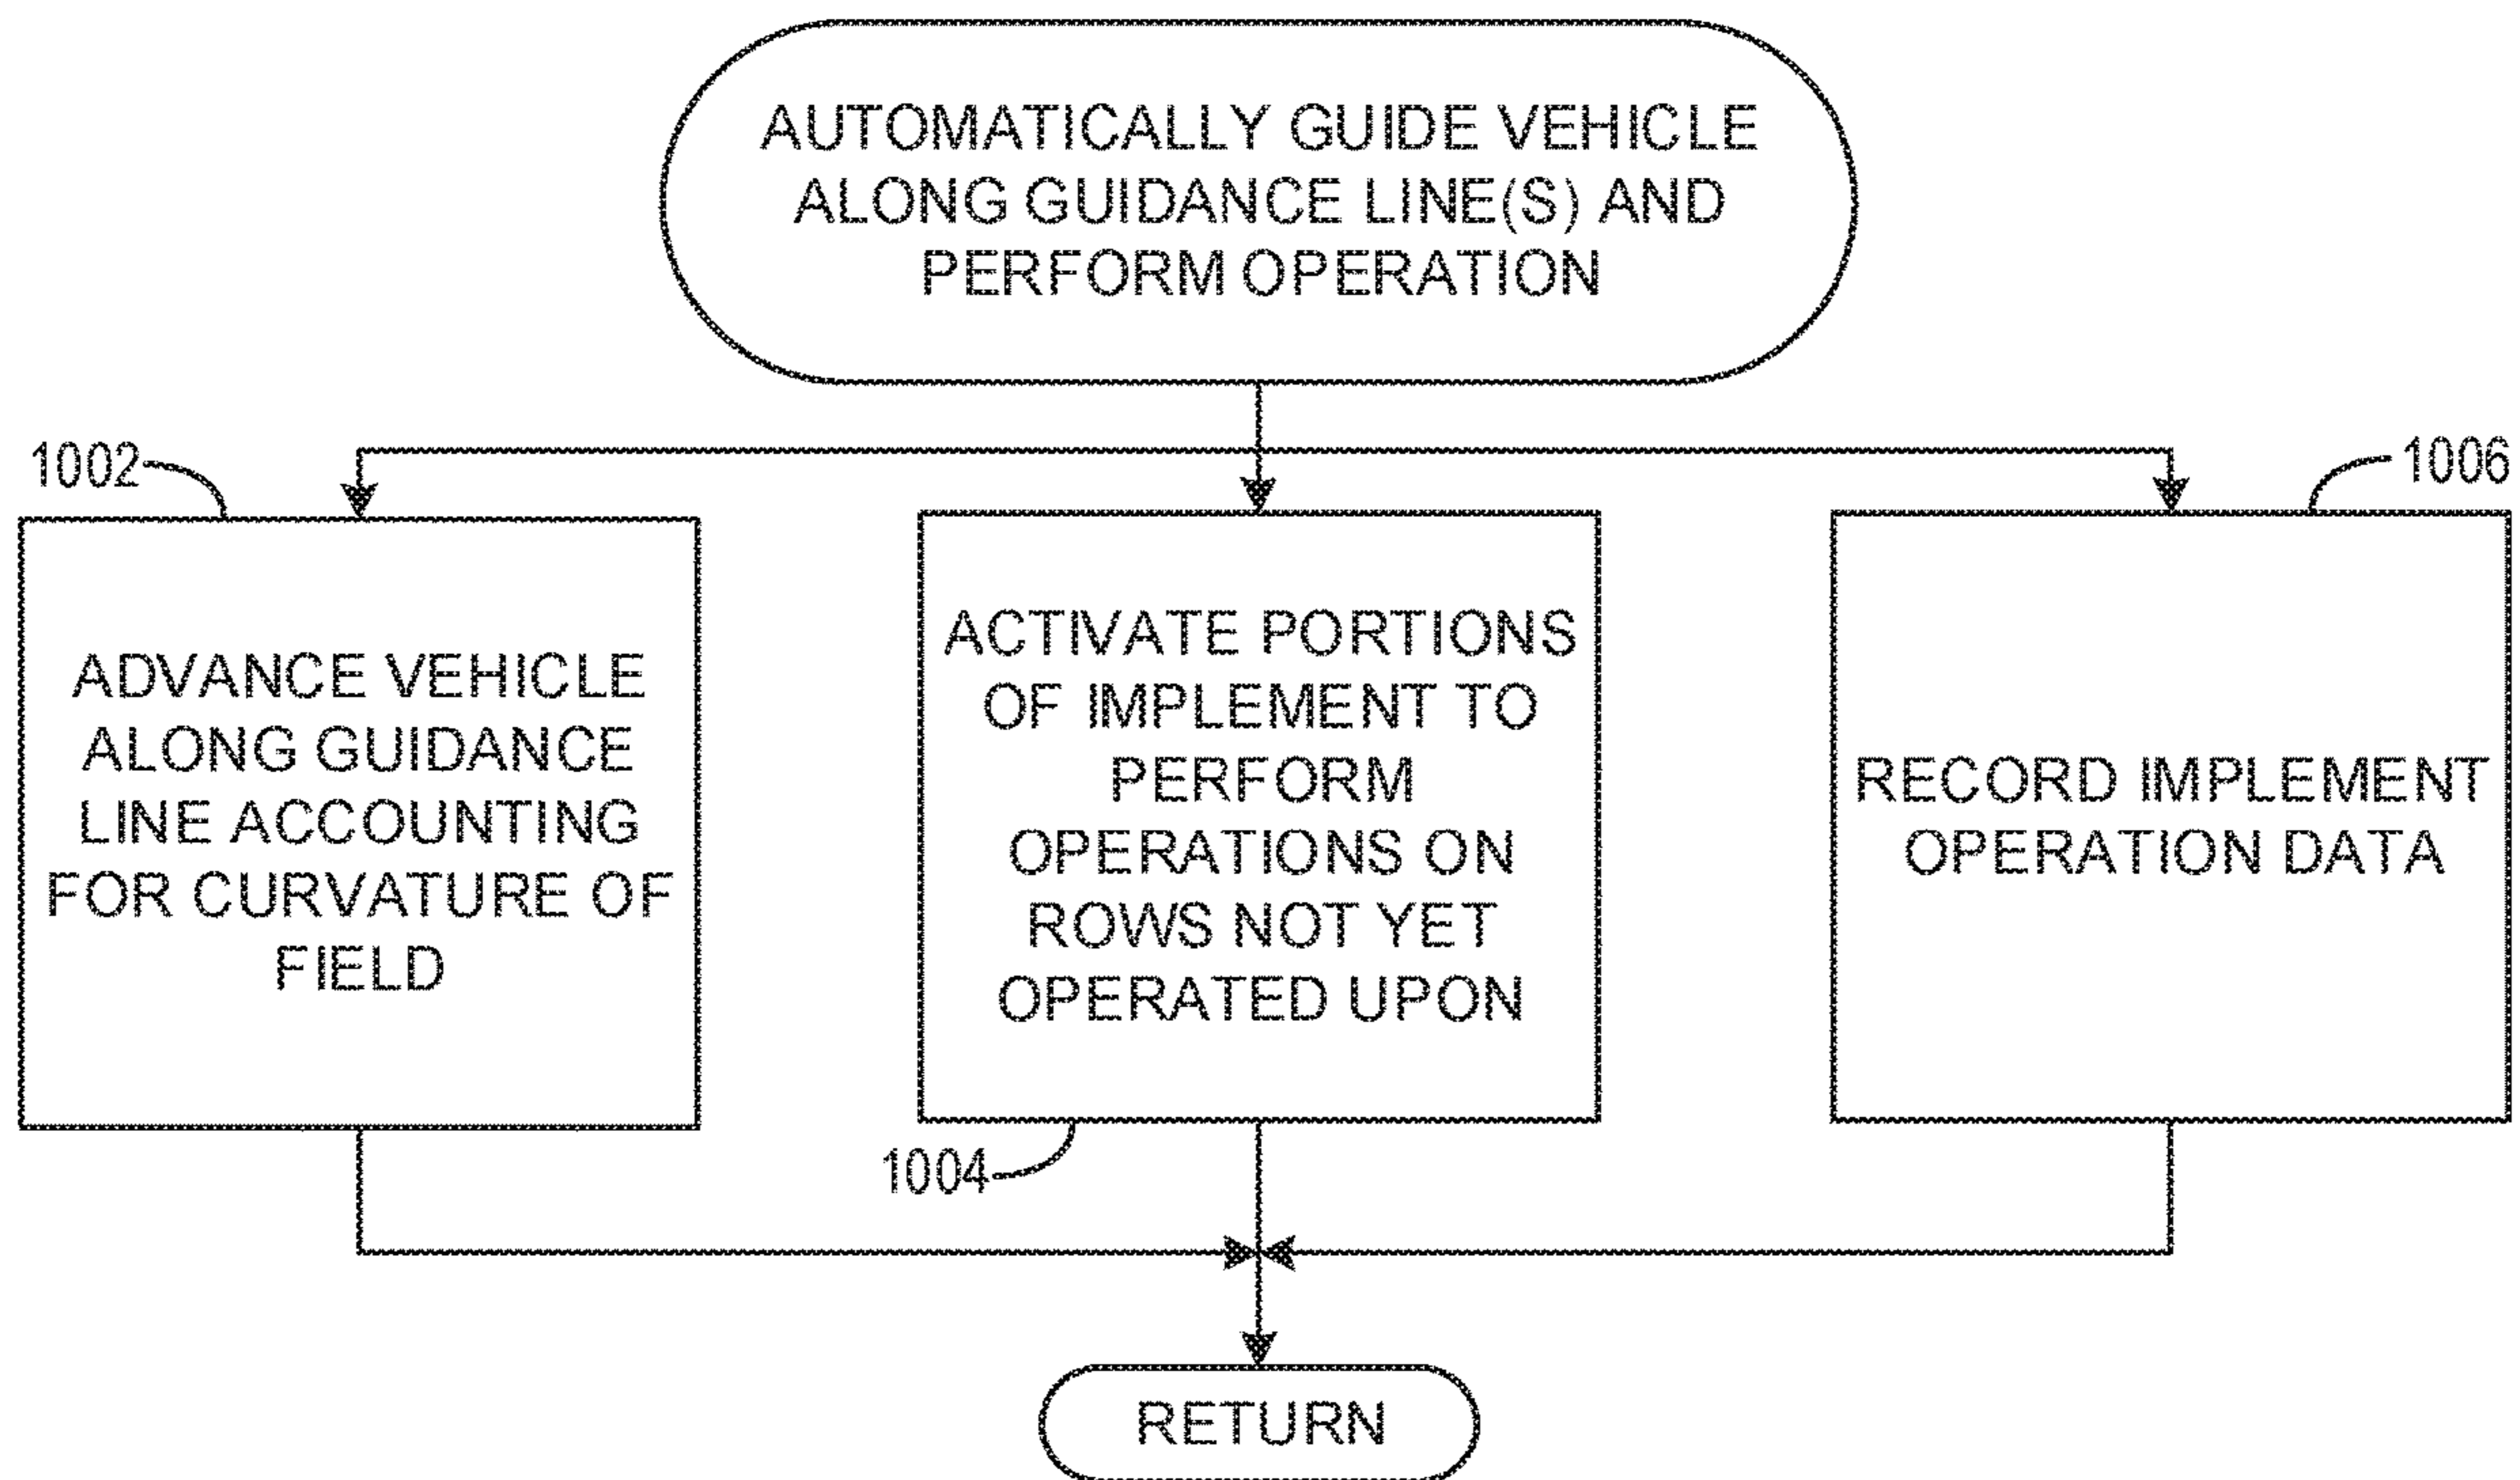 AUTOMATICALLY GUIDE VEHICLE
ALONG GUIDANCE LINE(S) AND
PERFORM OPERATION
1002
1006
ADVANCE VEHICLE
ALONG GUIDANCE
LINE ACCOUNTING
FOR CURVATURE OF
FIELD
ACTIVATE PORTIONS
OF IMPLEMENT TO
PERFORM
OPERATIONS ON
ROWS NOT YET
OPERATED UPON
1004
RECORD IMPLEMENT
OPERATION DATA
RETURN